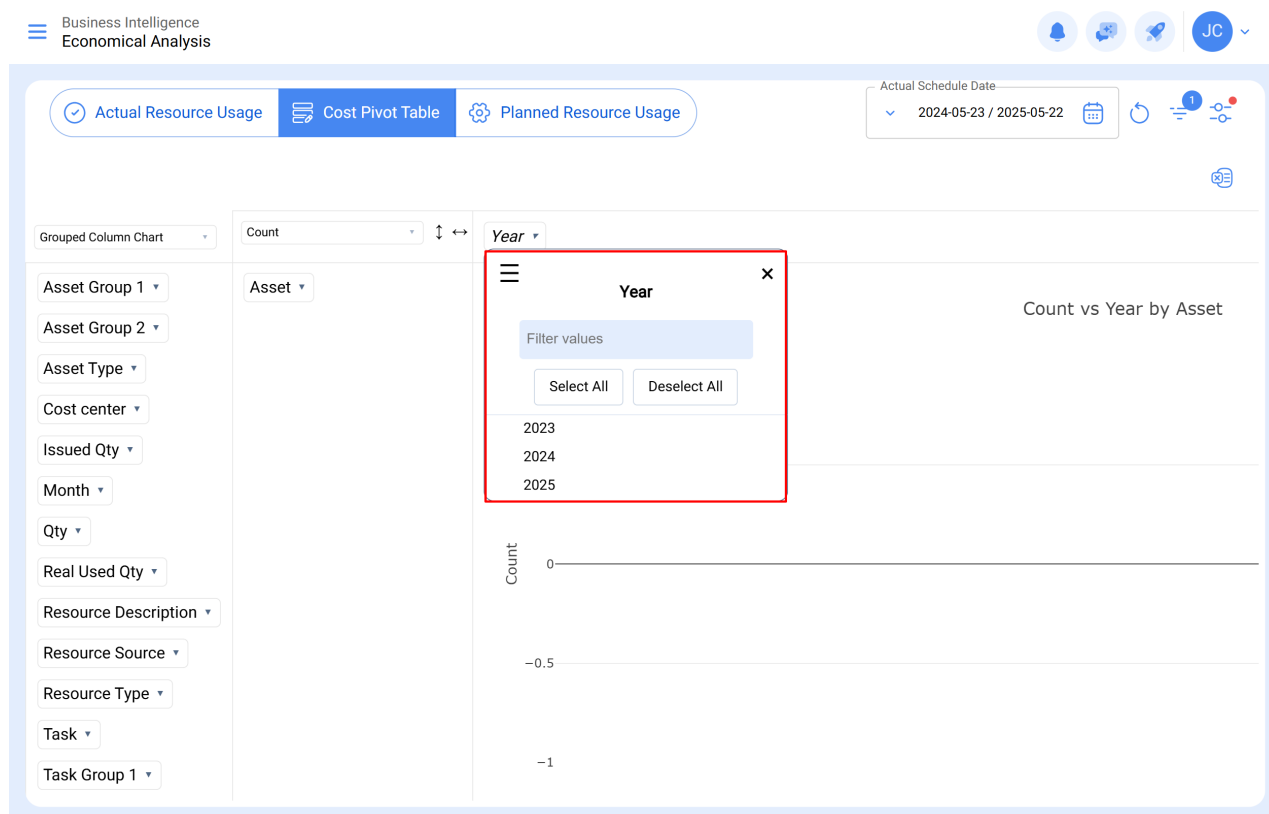 Business Intelligence
Economical Analysis
JC
Actual Resource Usage
Cost Pivot Table
Planned Resource Usage
Actual Schedule Date
2024-05-23 / 2025-05-22
1
Grouped Column Chart
Count
Year
Asset Group 1
Asset Group 2
Asset Type
Cost center
Issued Qty
Month
Qty
Real Used Qty
Resource Description
Resource Source
Resource Type
Task
Task Group 1
Asset
Year
Filter values
Select All
Deselect All
2023
2024
2025
Count vs Year by Asset
Count
0
−0.5
−1